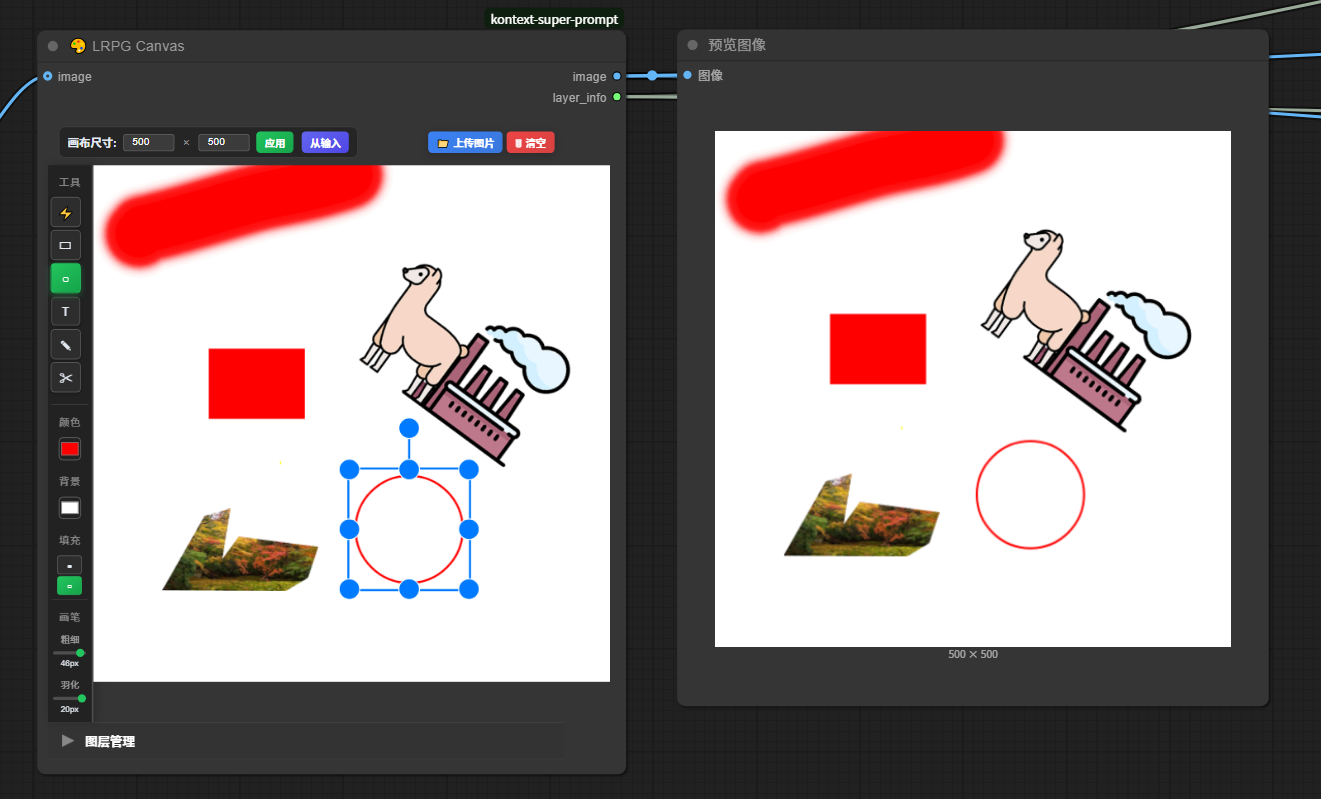 kontext-super-prompt
LRPG Canvas
image
image
layer_info
画布尺寸: 500 × 500 应用 从输入 上传图片 清空
工具
T
颜色
背景
填充
画笔
粗细
46px
羽化
20px
图层管理
预览图像
图像
500 × 500